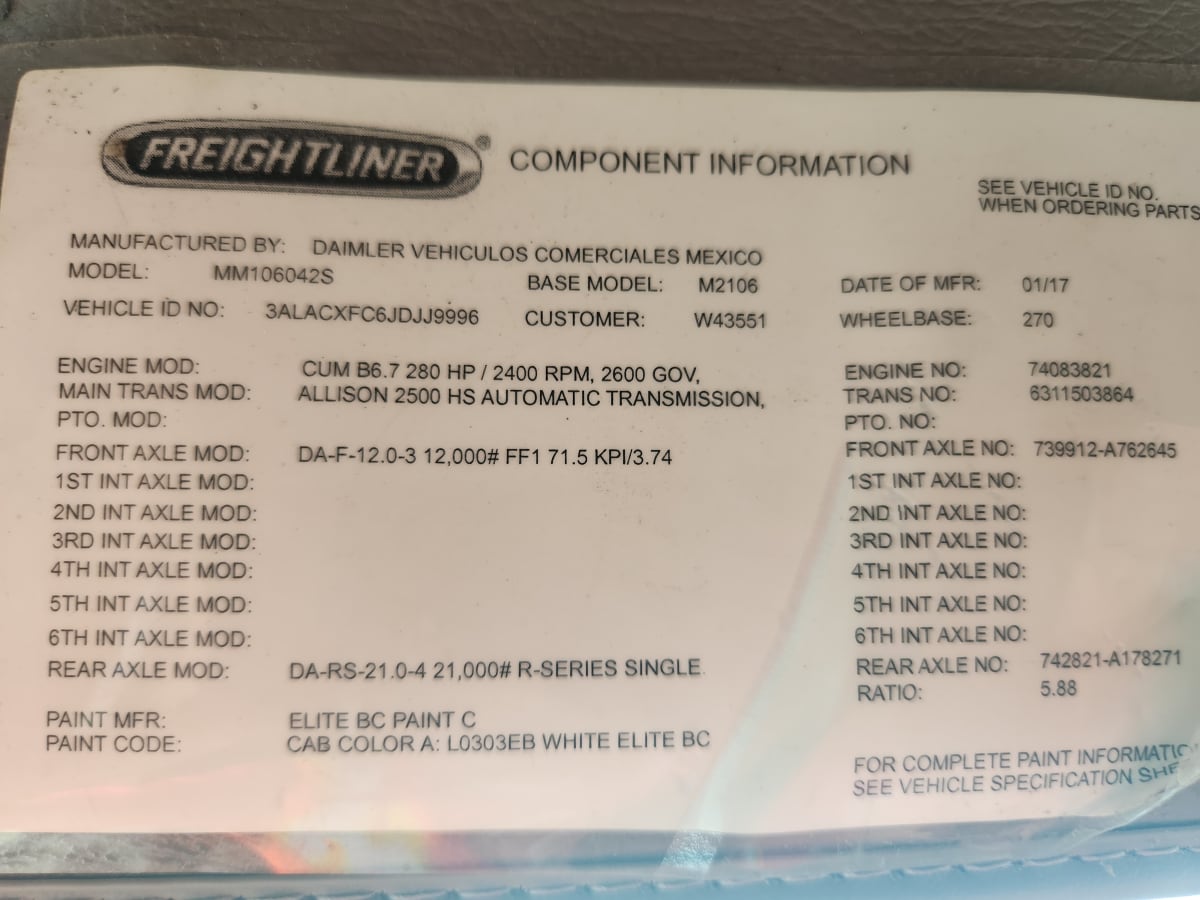 FREIGHTLINER® COMPONENT INFORMATION
SEE VEHICLE ID NO.
WHEN ORDERING PARTS
MANUFACTURED BY: DAIMLER VEHICULOS COMERCIALES MEXICO
MODEL: MM106042S BASE MODEL: M2106 DATE OF MFR: 01/17
VEHICLE ID NO: 3ALACXFC6JDJJ9996 CUSTOMER: W43551 WHEELBASE: 270
ENGINE MOD: CUM B6.7 280 HP / 2400 RPM, 2600 GOV, ENGINE NO: 74083821
MAIN TRANS MOD: ALLISON 2500 HS AUTOMATIC TRANSMISSION, TRANS NO: 6311503864
PTO. MOD: PTO. NO:
FRONT AXLE MOD: DA-F-12.0-3 12,000# FF1 71.5 KPI/3.74 FRONT AXLE NO: 739912-A762645
1ST INT AXLE MOD: 1ST INT AXLE NO:
2ND INT AXLE MOD: 2ND INT AXLE NO:
3RD INT AXLE MOD: 3RD INT AXLE NO:
4TH INT AXLE MOD: 4TH INT AXLE NO:
5TH INT AXLE MOD: 5TH INT AXLE NO:
6TH INT AXLE MOD: 6TH INT AXLE NO:
REAR AXLE MOD: DA-RS-21.0-4 21,000# R-SERIES SINGLE REAR AXLE NO: 742821-A178271
RATIO: 5.88
PAINT MFR: ELITE BC PAINT C
PAINT CODE: CAB COLOR A: L0303EB WHITE ELITE BC
FOR COMPLETE PAINT INFORMATIO
SEE VEHICLE SPECIFICATION SHE